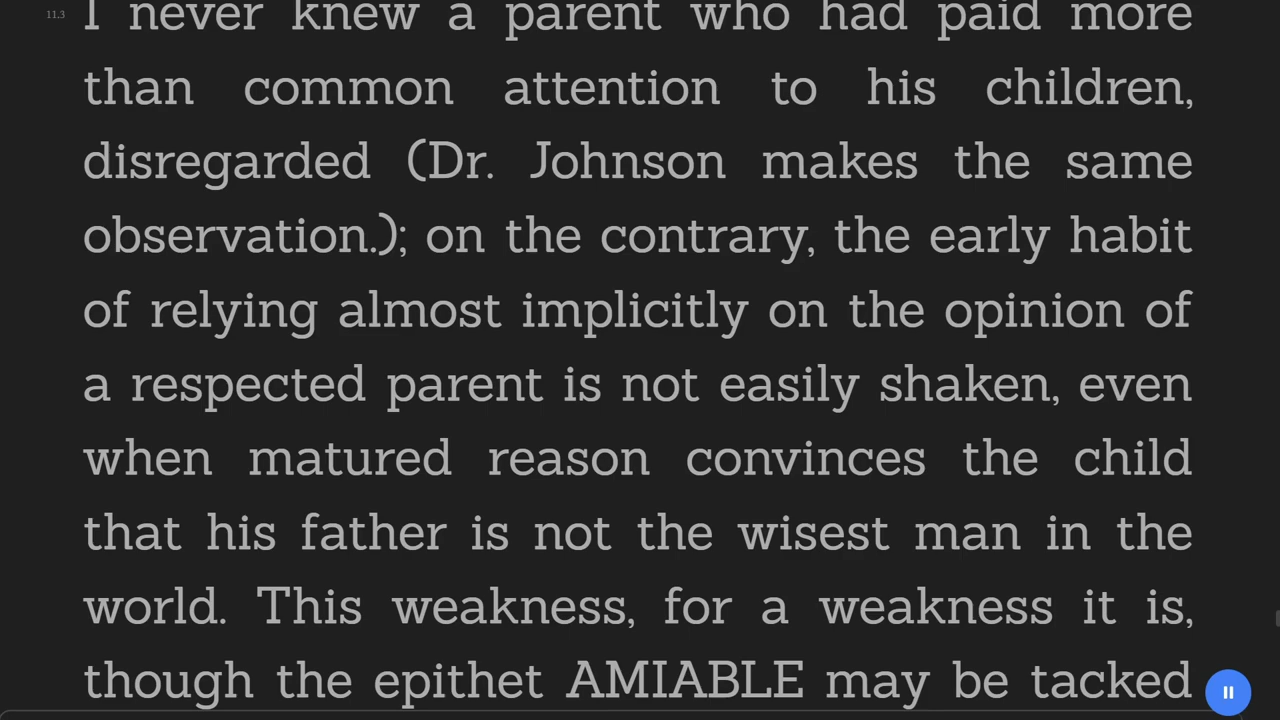 11.3
I never knew a parent who had paid more
than common attention to his children,
disregarded (Dr. Johnson makes the same
observation.); on the contrary, the early habit
of relying almost implicitly on the opinion of
a respected parent is not easily shaken, even
when matured reason convinces the child
that his father is not the wisest man in the
world. This weakness, for a weakness it is,
though the epithet AMIABLE may be tacked